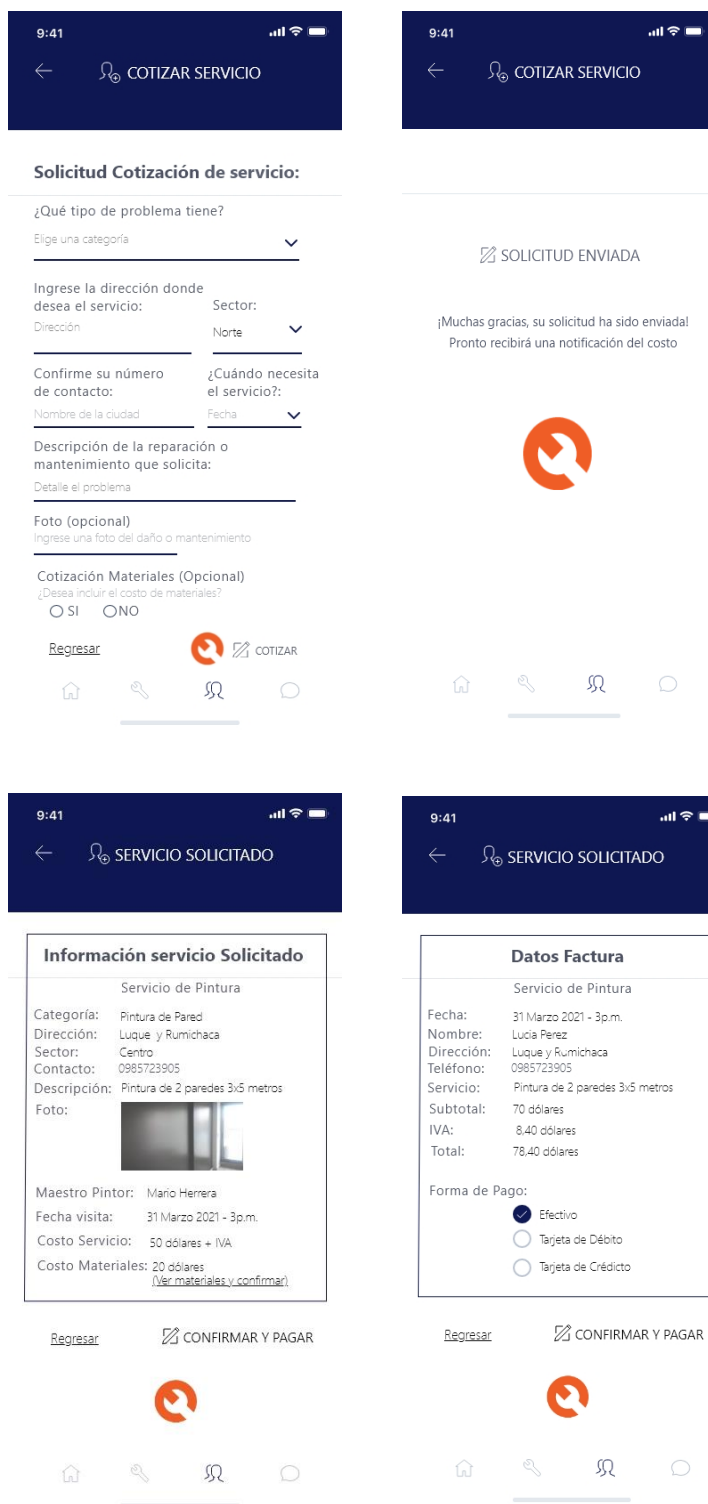 9:41
COTIZAR SERVICIO
Solicitud Cotización de servicio:
¿Qué tipo de problema tiene?
Elige una categoría
Ingrese la dirección donde
desea el servicio:
Dirección
Sector:
Norte
Confirme su número
de contacto:
Nombre de la ciudad
¿Cuándo necesita
el servicio?:
Fecha
Descripción de la reparación o
mantenimiento que solicita:
Detalle el problema
Foto (opcional)
Ingrese una foto del daño o mantenimiento
Cotización Materiales (Opcional)
¿Desea incluir el costo de materiales?
SI NO
Regresar COTIZAR
9:41
COTIZAR SERVICIO
SOLICITUD ENVIADA
¡Muchas gracias, su solicitud ha sido enviada!
Pronto recibirá una notificación del costo
9:41
SERVICIO SOLICITADO
Información servicio Solicitado
Servicio de Pintura
Categoría: Pintura de Pared
Dirección: Luque y Rumichaca
Sector: Centro
Contacto: 0985723905
Descripción: Pintura de 2 paredes 3x5 metros
Foto:
Maestro Pintor: Mario Herrera
Fecha visita: 31 Marzo 2021 - 3p.m.
Costo Servicio: 50 dólares + IVA
Costo Materiales: 20 dólares
(Ver materiales y confirmar)
Regresar CONFIRMAR Y PAGAR
9:41
SERVICIO SOLICITADO
Datos Factura
Servicio de Pintura
Fecha: 31 Marzo 2021 - 3p.m.
Nombre: Lucia Perez
Dirección: Luque y Rumichaca
Teléfono: 0985723905
Servicio: Pintura de 2 paredes 3x5 metros
Subtotal: 70 dólares
IVA: 8,40 dólares
Total: 78,40 dólares
Forma de Pago:
Efectivo
Tarjeta de Débito
Tarjeta de Crédicto
Regresar CONFIRMAR Y PAGAR